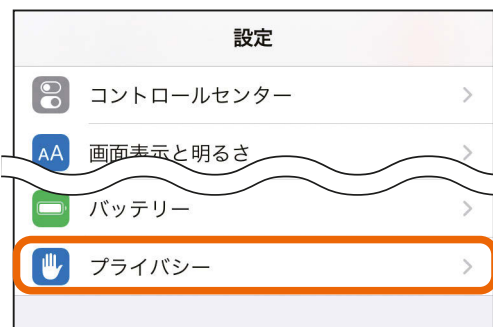 設定
コントロールセンター
AA 画面表示と明るさ
バッテリー
プライバシー